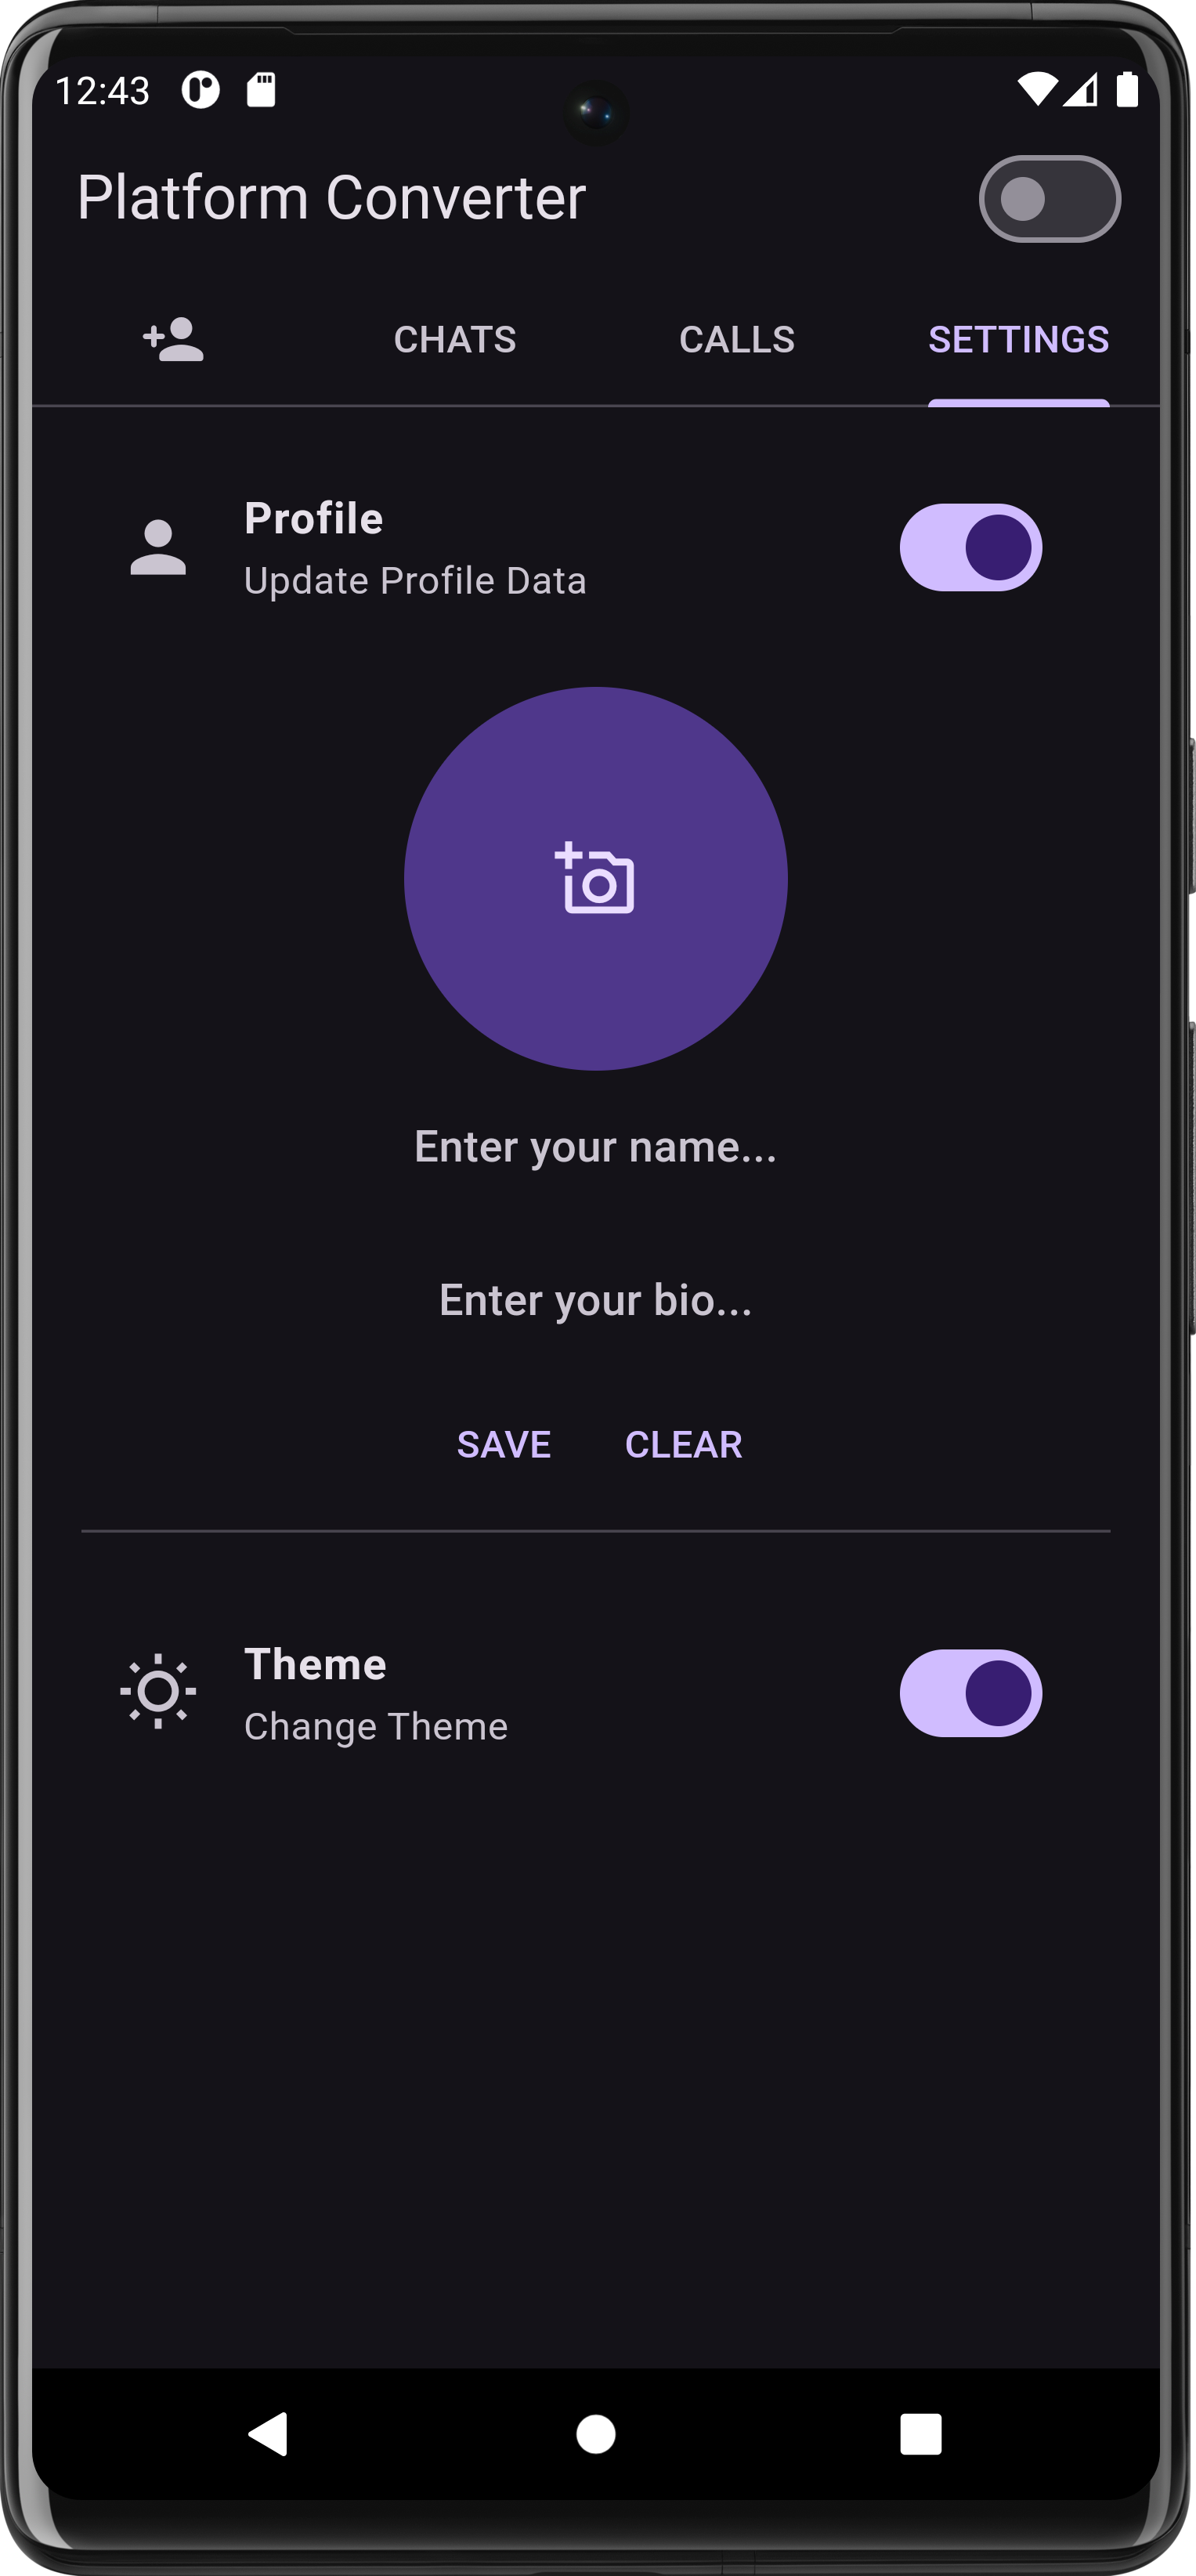 12:43
Platform Converter
CHATS CALLS SETTINGS
Profile
Update Profile Data
Enter your name...
Enter your bio...
SAVE CLEAR
Theme
Change Theme